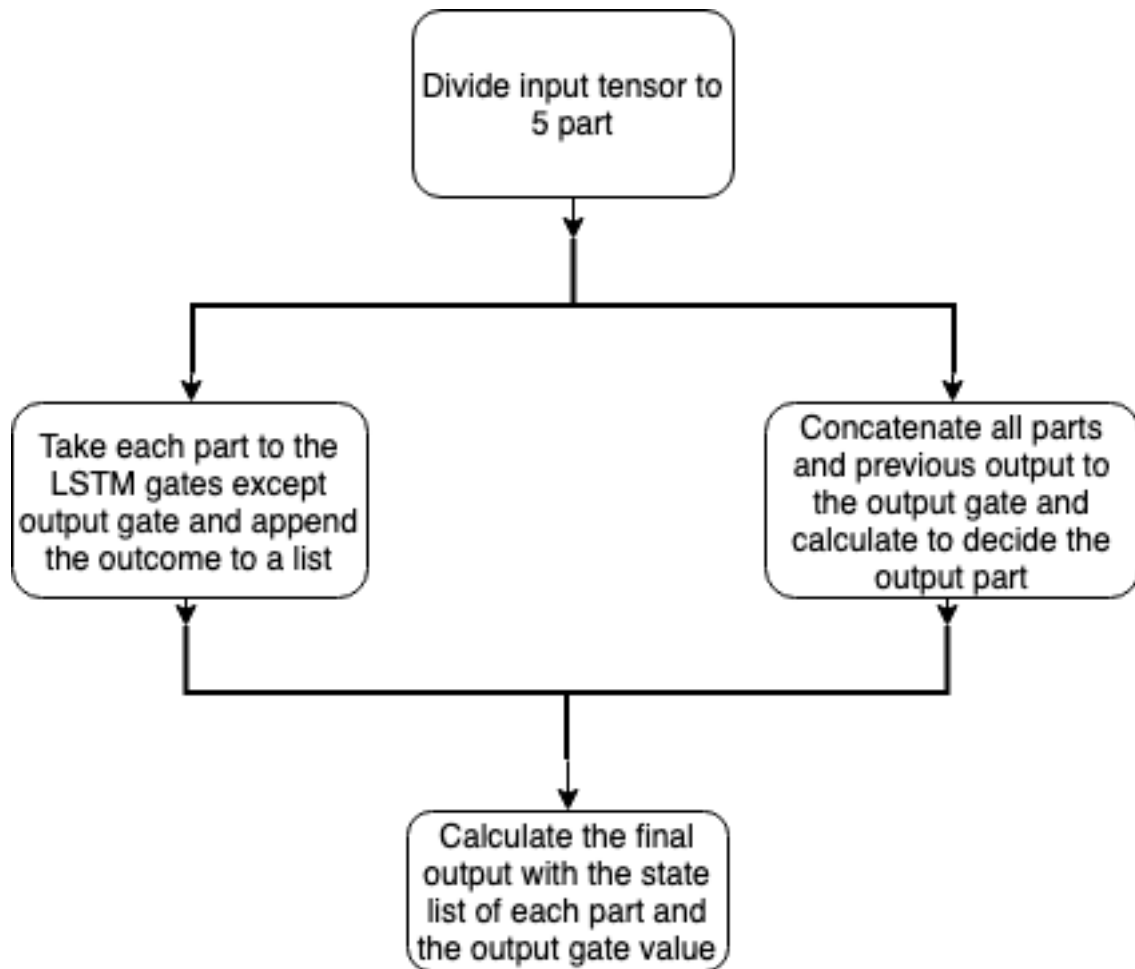 Divide input tensor to
5 part
Take each part to the
LSTM gates except
output gate and append
the outcome to a list
Concatenate all parts
and previous output to
the output gate and
calculate to decide the
output part
Calculate the final
output with the state
list of each part and
the output gate value